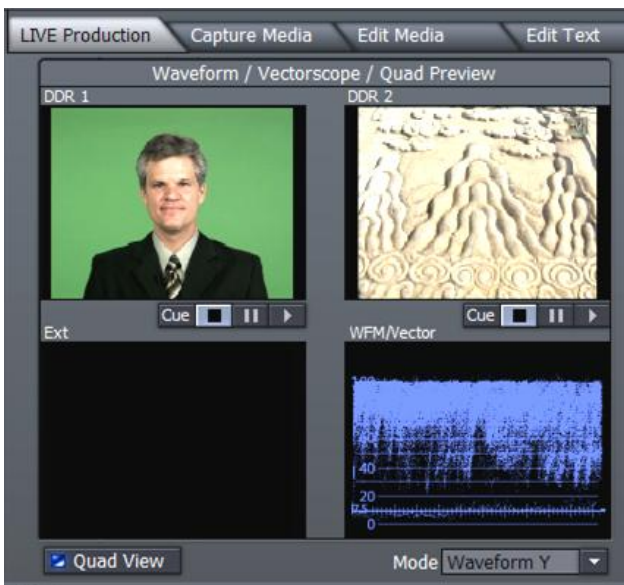 LIVE Production Capture Media Edit Media Edit Text
Waveform / Vectorscope / Quad Preview
DDR 1 DDR 2
Cue Cue
Ext WFM/Vector
100
40
20
7.5
0
Quad View Mode Waveform Y